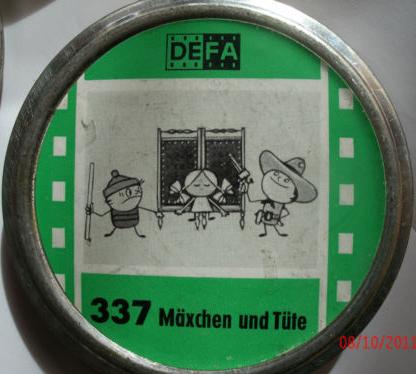 DEFA
337 Mäxchen und Tüte
08/10/2011